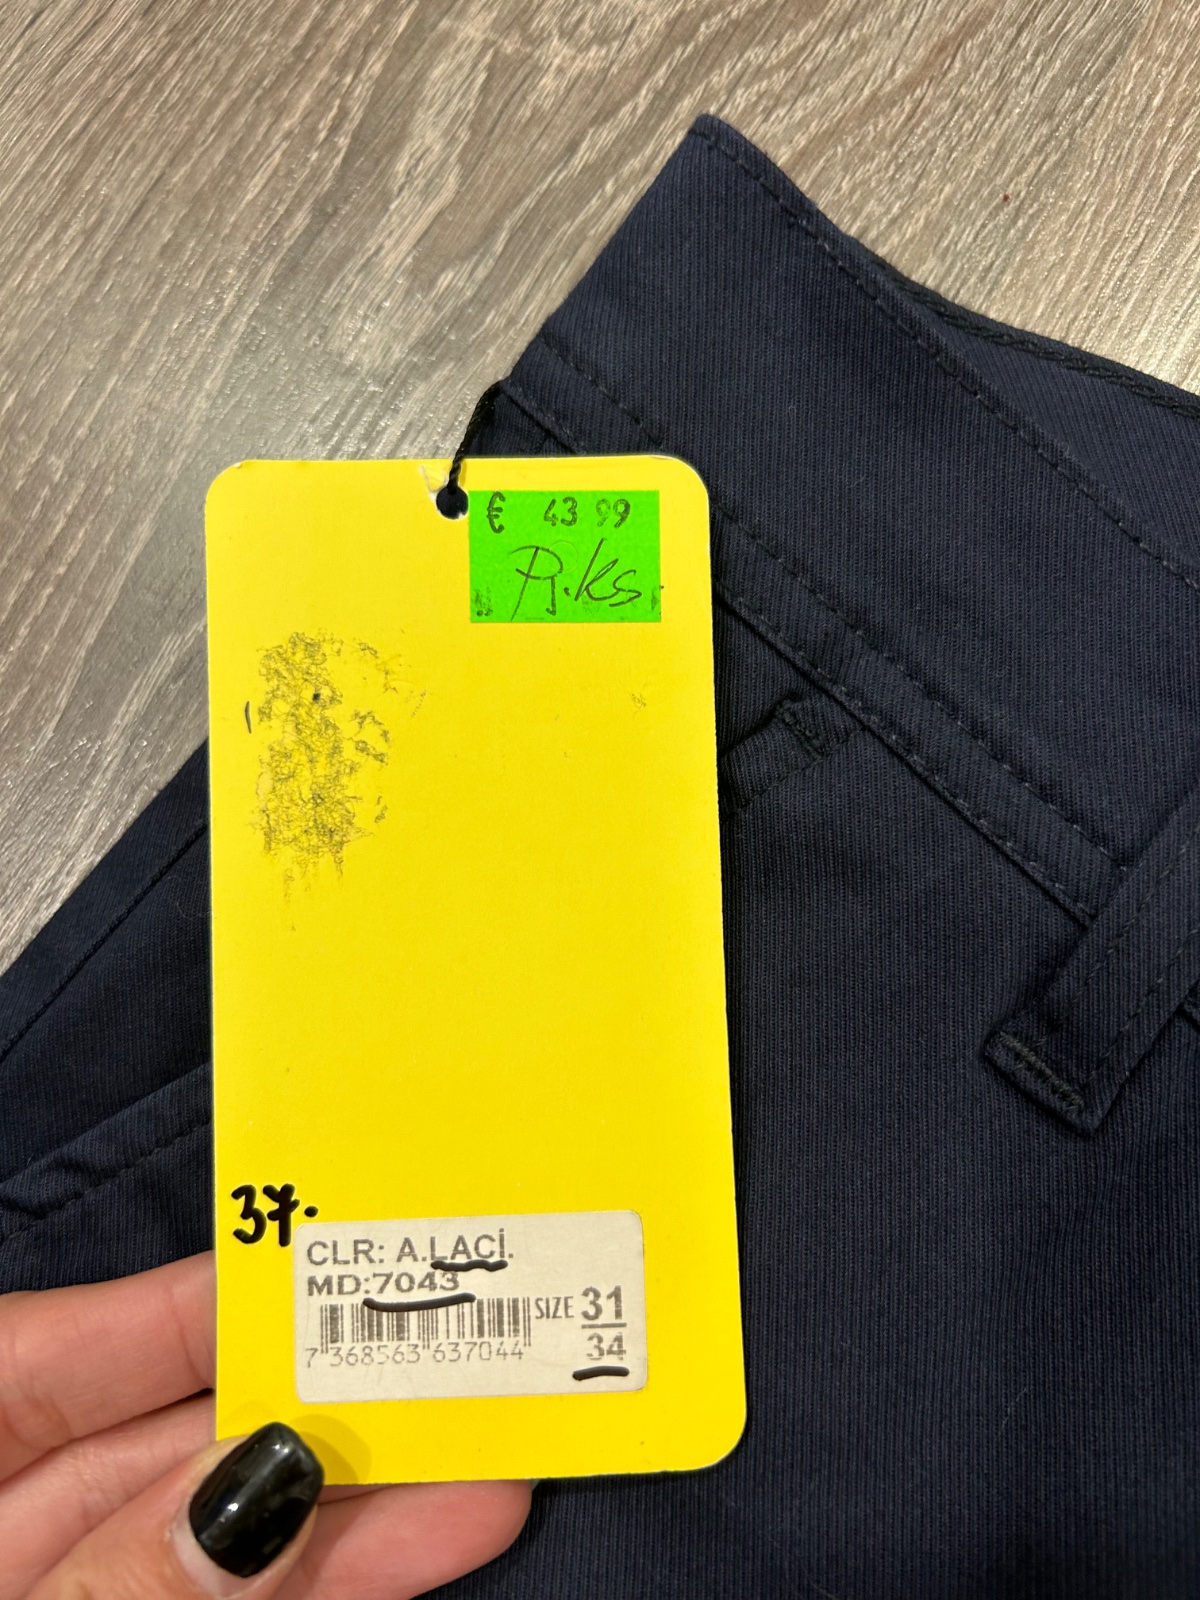 € 43 99
37.
CLR: A.LACİ.
MD:7043
SIZE 31
34
7 368563 637044